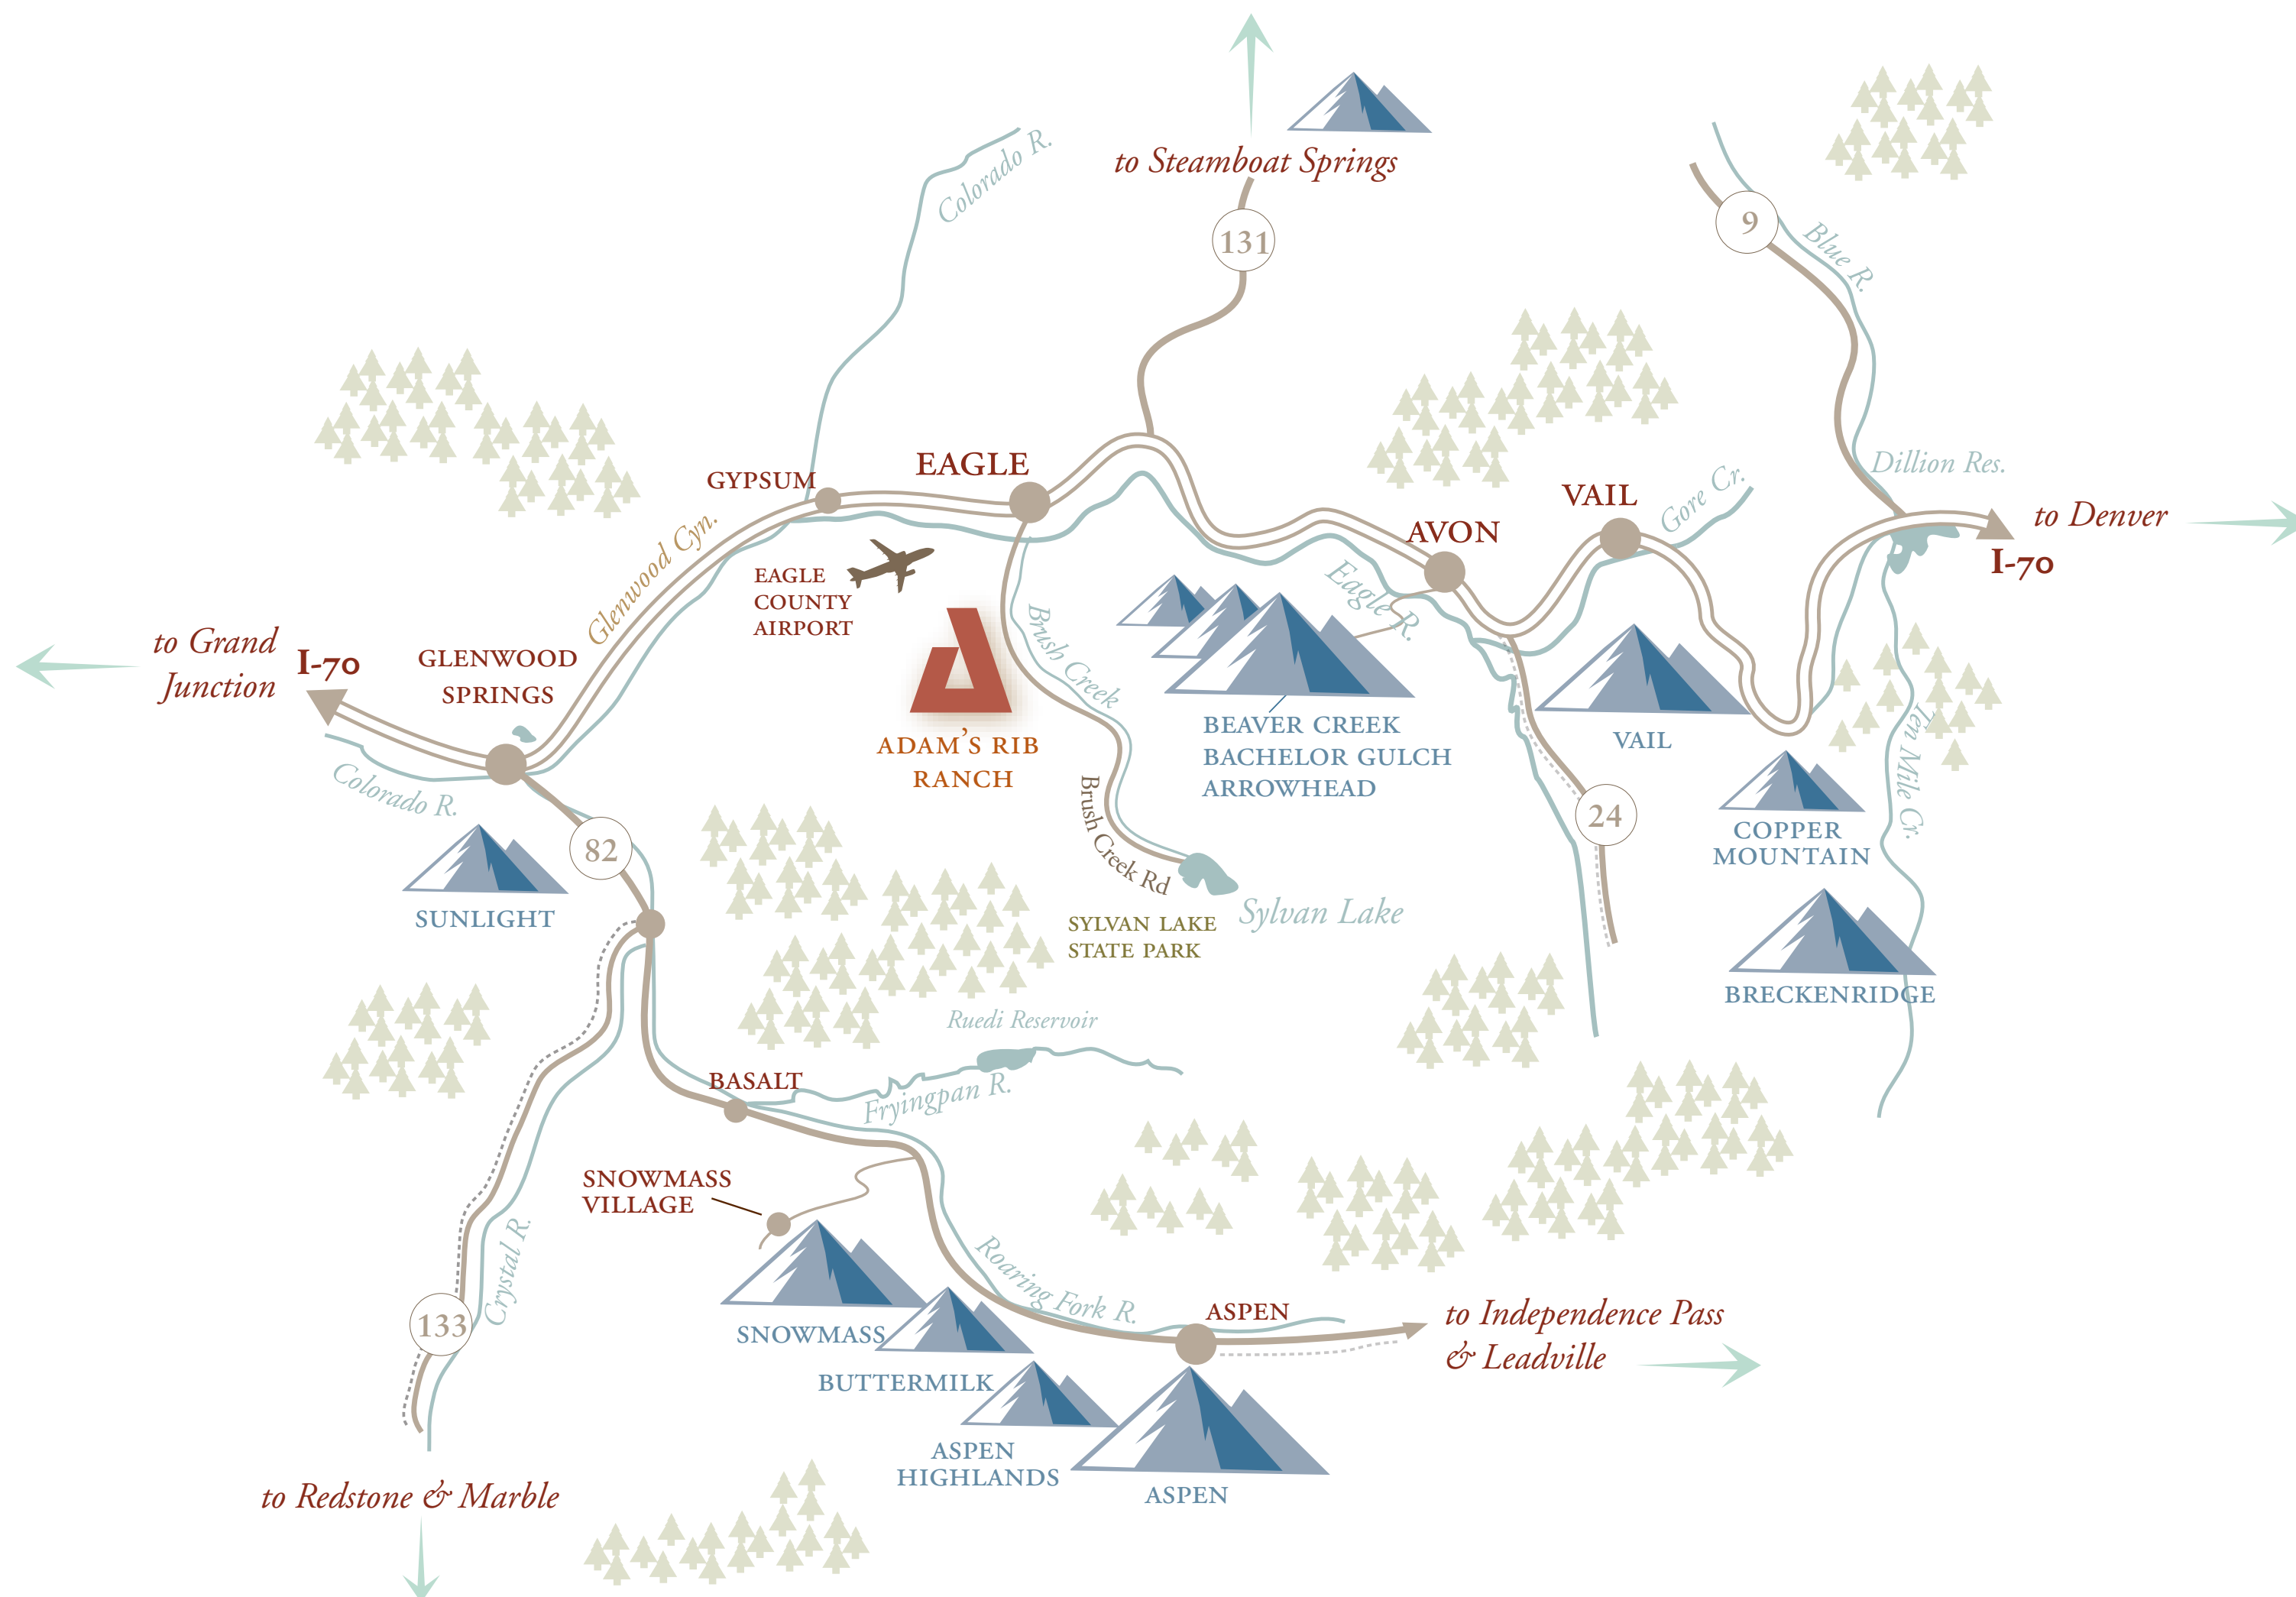 Colorado R.
to Steamboat Springs
131
9
Blue R.
GYPSUM
EAGLE
Dillion Res.
VAIL
Gore Cr.
to Denver
I-70
AVON
Glenwood Cyn.
EAGLE
COUNTY
AIRPORT
Eagle R.
Brush Creek
to Grand
Junction
I-70
GLENWOOD
SPRINGS
ADAM'S RIB
RANCH
BEAVER CREEK
BACHELOR GULCH
ARROWHEAD
VAIL
Ten Mile Cr.
Colorado R.
82
Brush Creek Rd
24
COPPER
MOUNTAIN
SUNLIGHT
Sylvan Lake
SYLVAN LAKE
STATE PARK
BRECKENRIDGE
Ruedi Reservoir
BASALT
Fryingpan R.
SNOWMASS
VILLAGE
Crystal R.
Roaring Fork R.
133
SNOWMASS
ASPEN
to Independence Pass
& Leadville
BUTTERMILK
ASPEN
HIGHLANDS
ASPEN
to Redstone & Marble